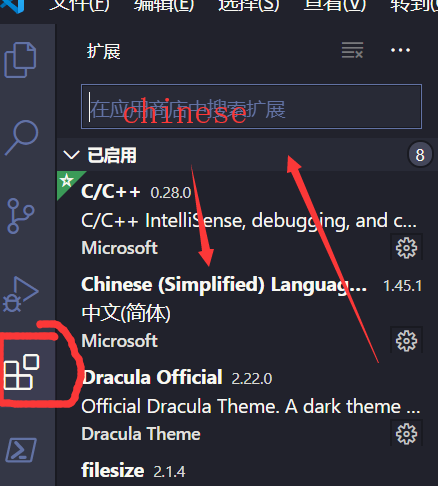 文件(F) 编辑(E) 选择(S) 查看(V) 转到(
扩展
在应用商店中搜索扩展
chinese
已启用 8
C/C++ 0.28.0
C/C++ IntelliSense, debugging, and c...
Microsoft
Chinese (Simplified) Languag... 1.45.1
中文(简体)
Microsoft
Dracula Official 2.22.0
Official Dracula Theme. A dark theme ...
Dracula Theme
filesize 2.1.4